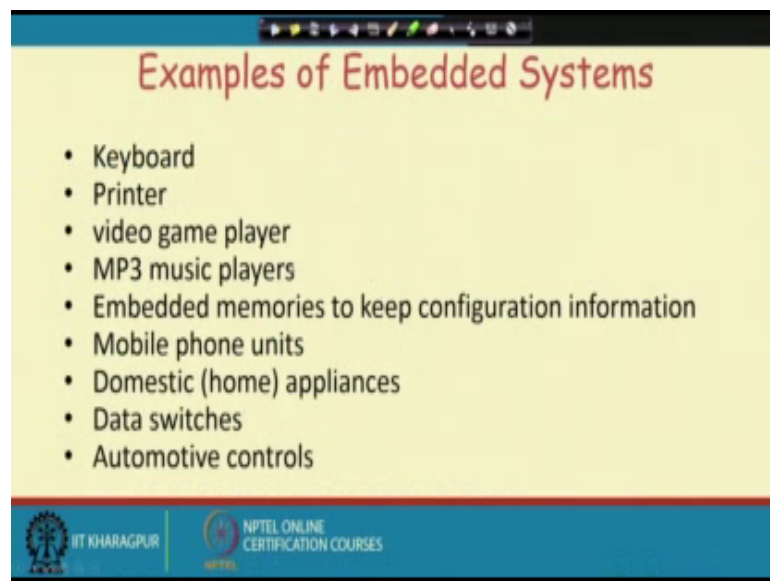 Examples of Embedded Systems
• Keyboard
• Printer
• video game player
• MP3 music players
• Embedded memories to keep configuration information
• Mobile phone units
• Domestic (home) appliances
• Data switches
• Automotive controls
IIT KHARAGPUR
NPTEL ONLINE
CERTIFICATION COURSES
NPTEL